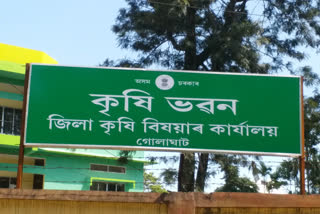 অসম চৰকাৰ
কৃষি ভৱন
জিলা কৃষি বিষয়াৰ কাৰ্যালয়
গোলাঘাট